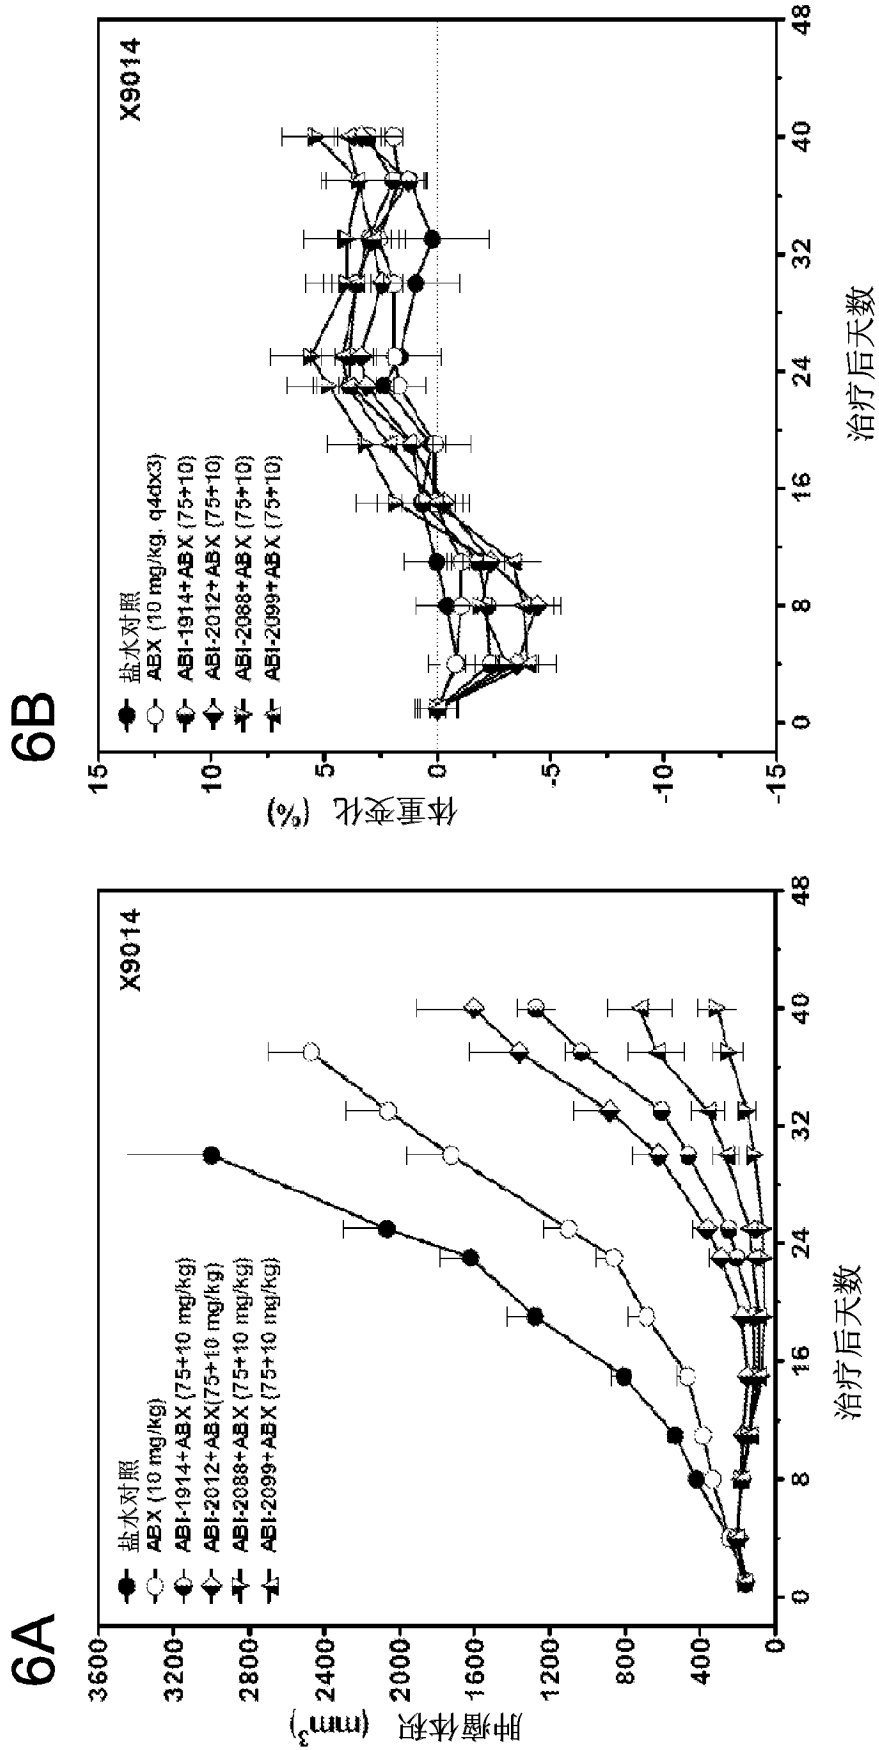 6A
X9014
盐水对照
ABX (10 mg/kg)
ABI-1914+ABX (75+10 mg/kg)
ABI-2012+ABX(75+10 mg/kg)
ABI-2088+ABX (75+10 mg/kg)
ABI-2099+ABX (75+10 mg/kg)
3600
3200
2800
2400
2000
1600
1200
800
400
0
肿瘤体积 (mm³)
0 8 16 24 32 40 48
治疗后天数
6B
X9014
盐水对照
ABX (10 mg/kg, q4dx3)
ABI-1914+ABX (75+10)
ABI-2012+ABX (75+10)
ABI-2088+ABX (75+10)
ABI-2099+ABX (75+10)
15
10
5
0
-5
-10
-15
体重变化 (%)
0 8 16 24 32 40 48
治疗后天数